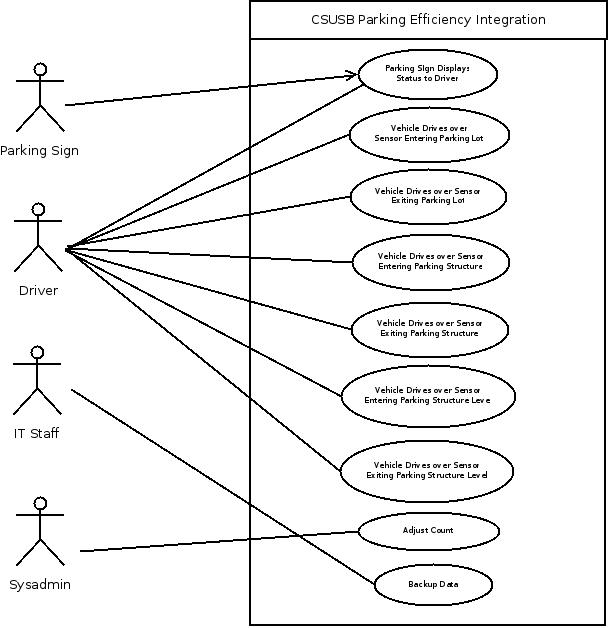 CSUSB Parking Efficiency Integration
Parking Sign Displays
Status to Driver
Parking Sign
Vehicle Drives over
Sensor Entering Parking Lot
Vehicle Drives over Sensor
Exiting Parking Lot
Driver
Vehicle Drives over Sensor
Entering Parking Structure
Vehicle Drives over Sensor
Exiting Parking Structure
Vehicle Drives over Sensor
Entering Parking Structure Leve
IT Staff
Vehicle Drives over Sensor
Exiting Parking Structure Level
Adjust Count
Sysadmin
Backup Data